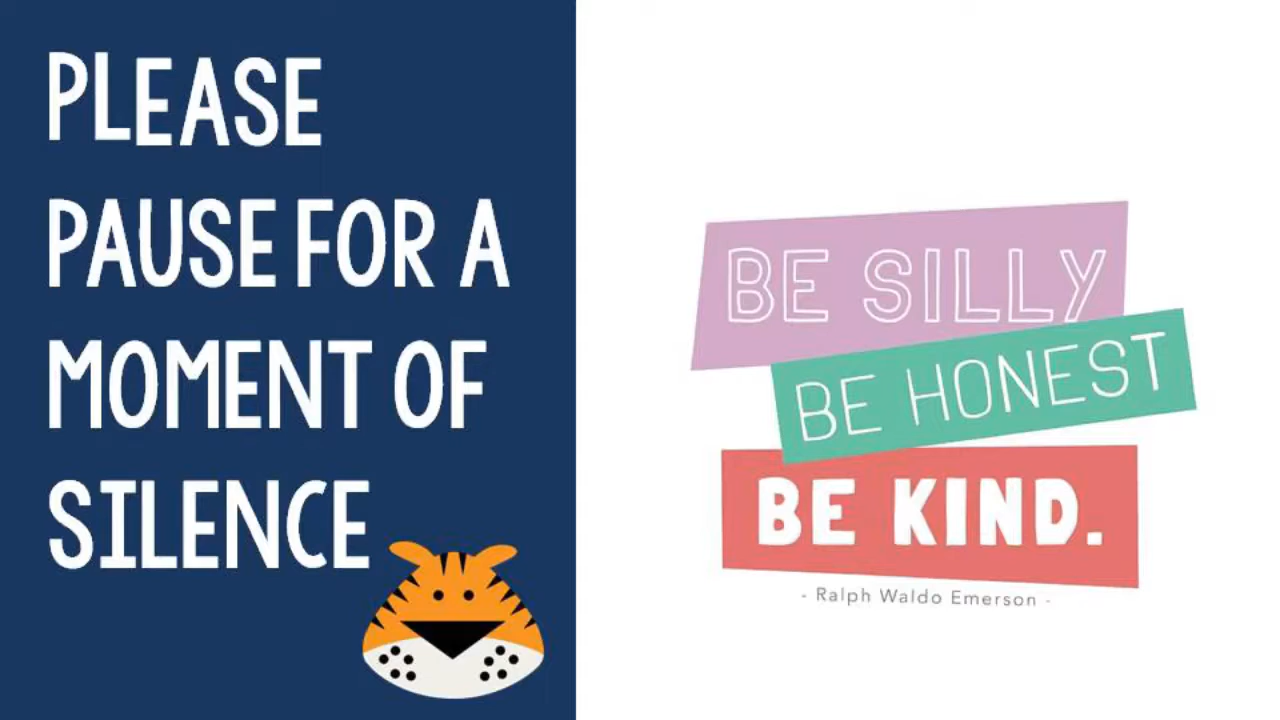 PLEASE
PAUSE FOR A
MOMENT OF
SILENCE
BE SILLY
BE HONEST
BE KIND.
- Ralph Waldo Emerson -